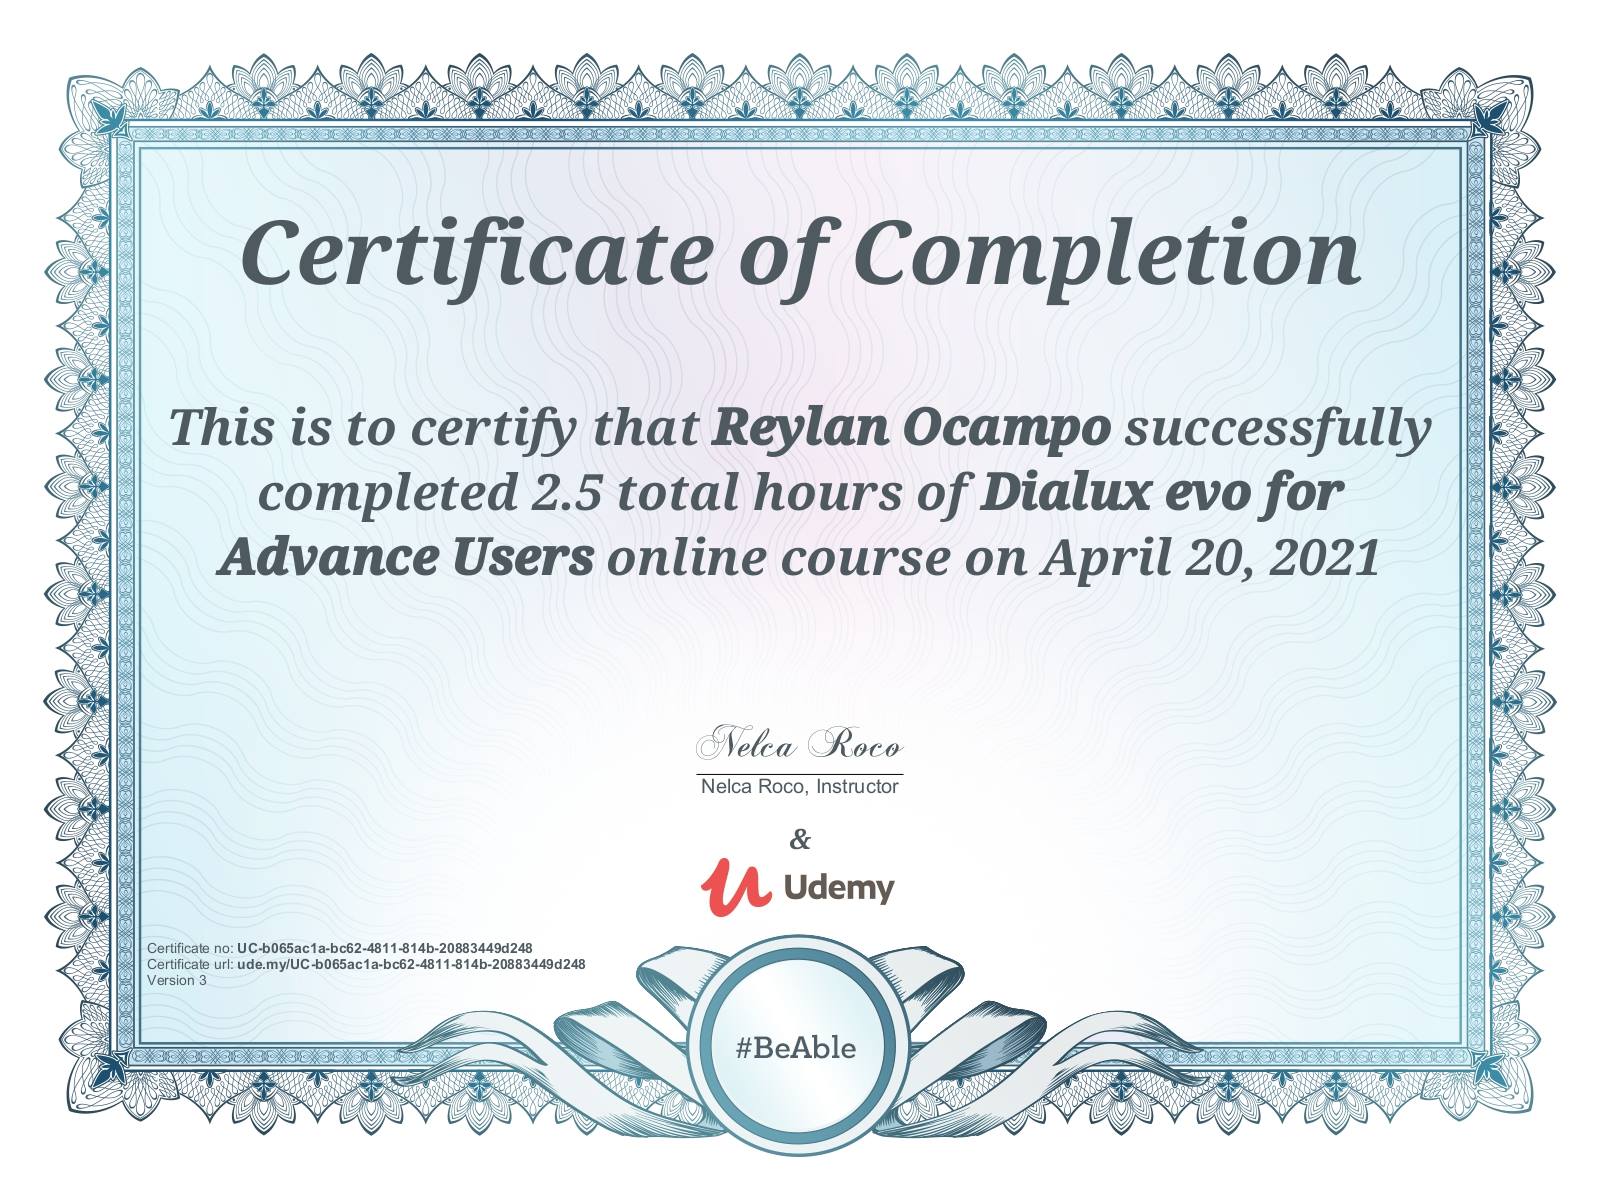 Certificate of Completion
This is to certify that Reylan Ocampo successfully
completed 2.5 total hours of Dialux evo for
Advance Users online course on April 20, 2021
Nelca Roco
Nelca Roco, Instructor
&
Udemy
Certificate no: UC-b065ac1a-bc62-4811-814b-20883449d248
Certificate url: ude.my/UC-b065ac1a-bc62-4811-814b-20883449d248
Version 3
#BeAble